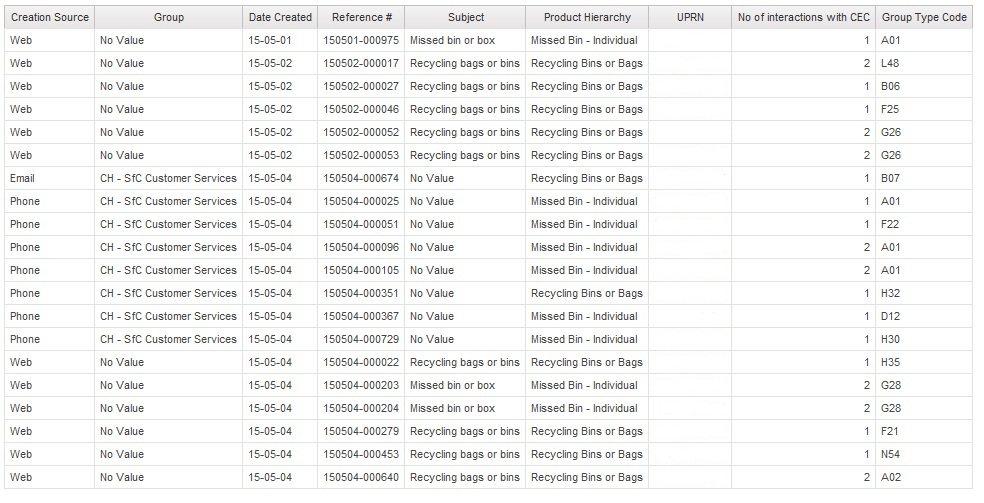 Creation Source Group Date Created Reference # Subject Product Hierarchy UPRN No of interactions with CEC Group Type Code
Web No Value 15-05-01 150501-000975 Missed bin or box Missed Bin - Individual 1 A01
Web No Value 15-05-02 150502-000017 Recycling bags or bins Recycling Bins or Bags 2 L48
Web No Value 15-05-02 150502-000027 Recycling bags or bins Recycling Bins or Bags 1 B06
Web No Value 15-05-02 150502-000046 Recycling bags or bins Recycling Bins or Bags 1 F25
Web No Value 15-05-02 150502-000052 Recycling bags or bins Recycling Bins or Bags 2 G26
Web No Value 15-05-02 150502-000053 Recycling bags or bins Recycling Bins or Bags 2 G26
Email CH - SfC Customer Services 15-05-04 150504-000674 No Value Recycling Bins or Bags 1 B07
Phone CH - SfC Customer Services 15-05-04 150504-000025 No Value Missed Bin - Individual 1 A01
Phone CH - SfC Customer Services 15-05-04 150504-000051 No Value Missed Bin - Individual 1 F22
Phone CH - SfC Customer Services 15-05-04 150504-000096 No Value Missed Bin - Individual 2 A01
Phone CH - SfC Customer Services 15-05-04 150504-000105 No Value Missed Bin - Individual 2 A01
Phone CH - SfC Customer Services 15-05-04 150504-000351 No Value Recycling Bins or Bags 1 H32
Phone CH - SfC Customer Services 15-05-04 150504-000367 No Value Missed Bin - Individual 1 D12
Phone CH - SfC Customer Services 15-05-04 150504-000729 No Value Missed Bin - Individual 1 H30
Web No Value 15-05-04 150504-000022 Recycling bags or bins Recycling Bins or Bags 1 H35
Web No Value 15-05-04 150504-000203 Missed bin or box Missed Bin - Individual 2 G28
Web No Value 15-05-04 150504-000204 Missed bin or box Missed Bin - Individual 2 G28
Web No Value 15-05-04 150504-000279 Recycling bags or bins Recycling Bins or Bags 1 F21
Web No Value 15-05-04 150504-000453 Recycling bags or bins Recycling Bins or Bags 1 N54
Web No Value 15-05-04 150504-000640 Recycling bags or bins Recycling Bins or Bags 2 A02